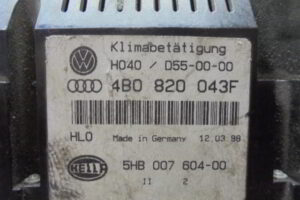 Klimabetätigung
H040 / D55-00-00
4B0 820 043F
HLO Made in Germany 12.03.98
HELLA 5HB 007 604-00
11 2